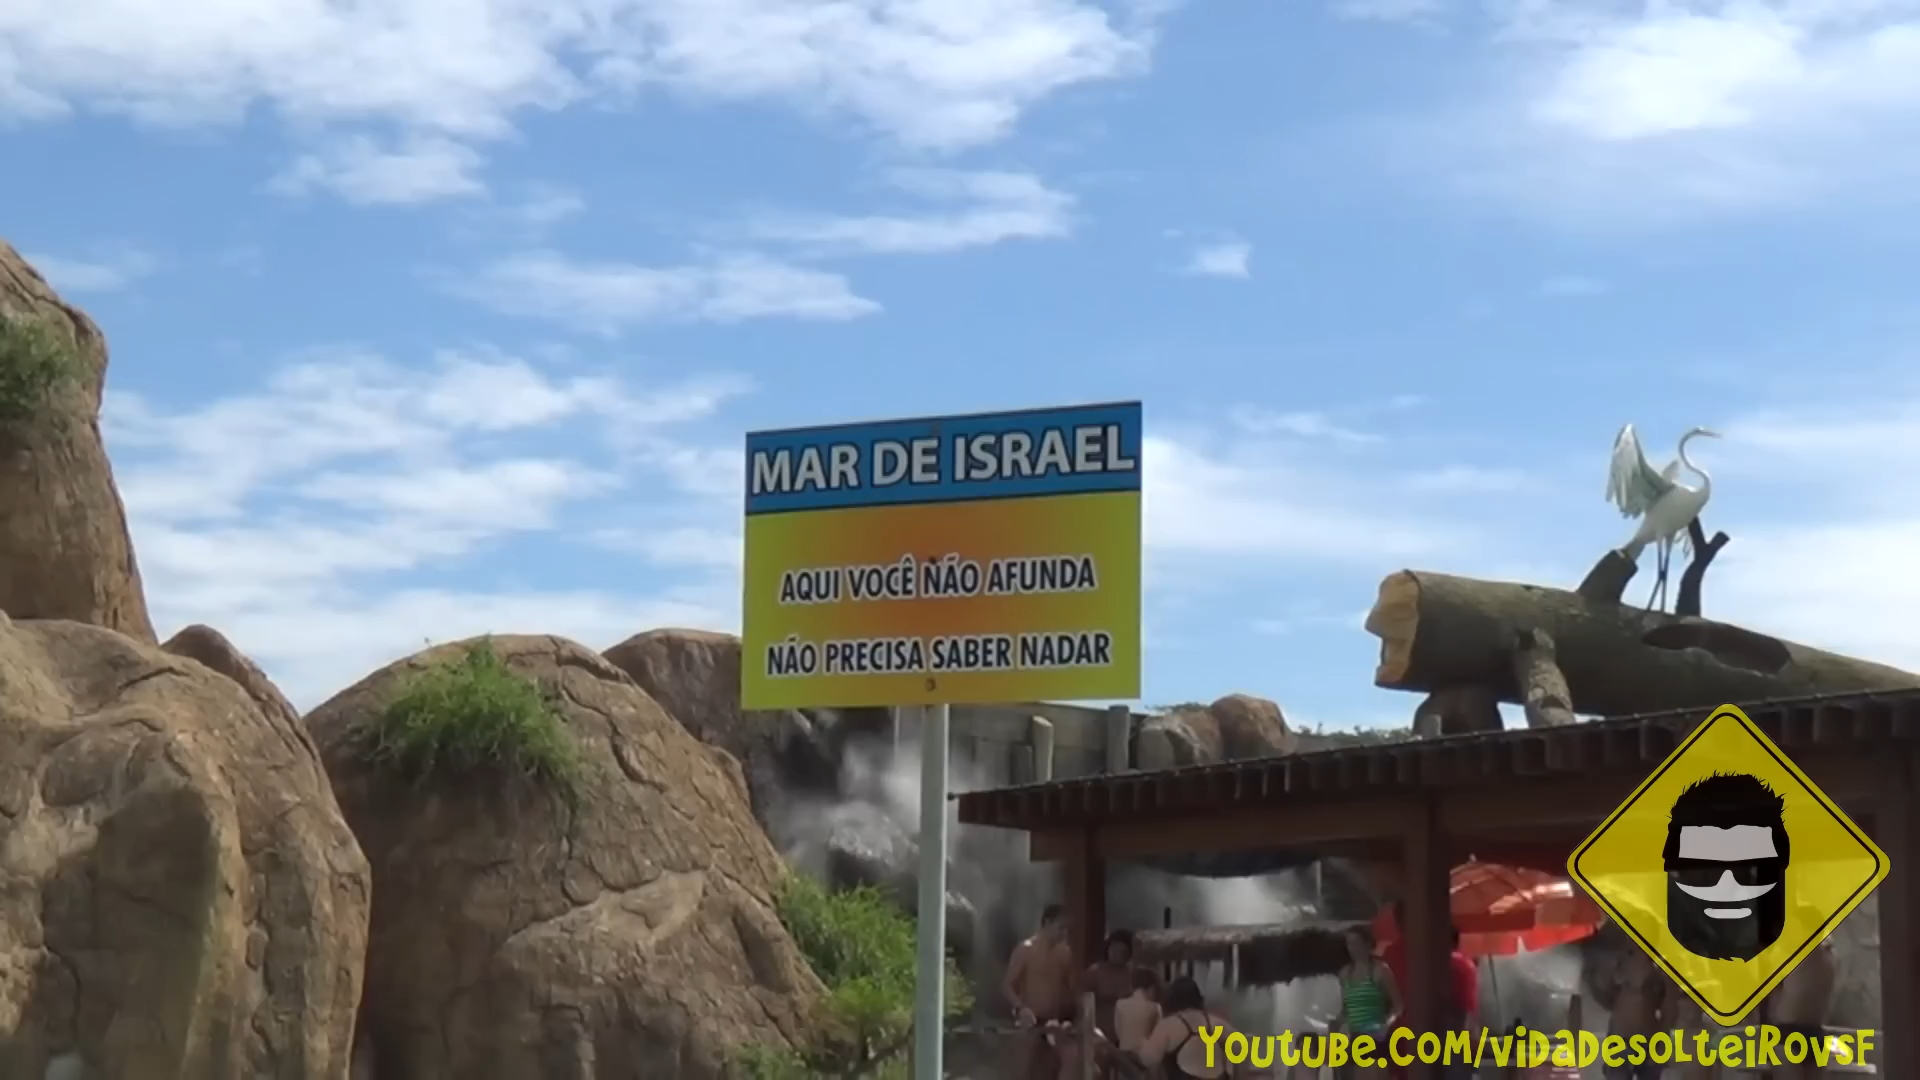 MAR DE ISRAEL
AQUI VOCÊ NÃO AFUNDA
NÃO PRECISA SABER NADAR
Youtube.Com/vidadesolteirovsf